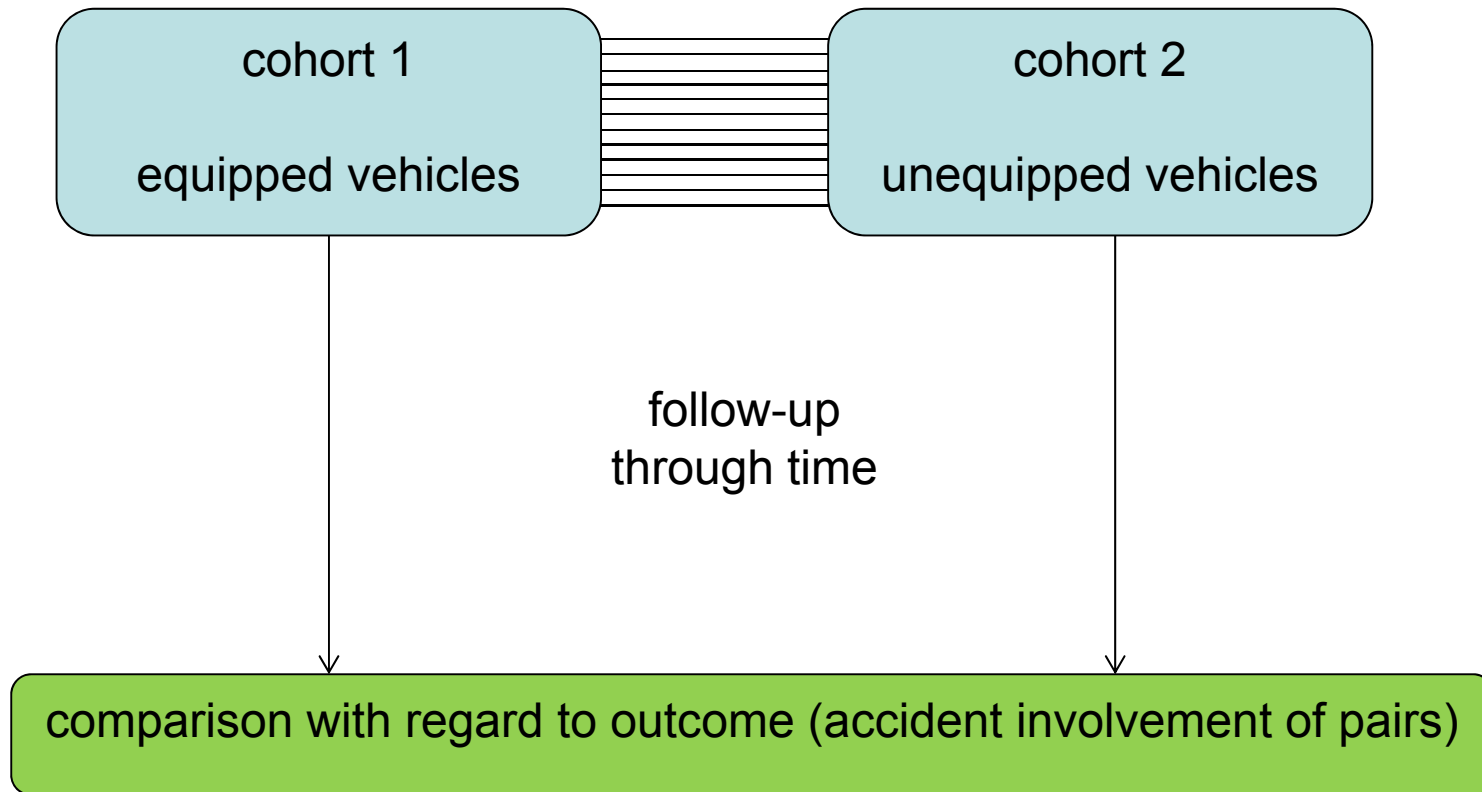 cohort 1
equipped vehicles
cohort 2
unequipped vehicles
follow-up
through time
comparison with regard to outcome (accident involvement of pairs)